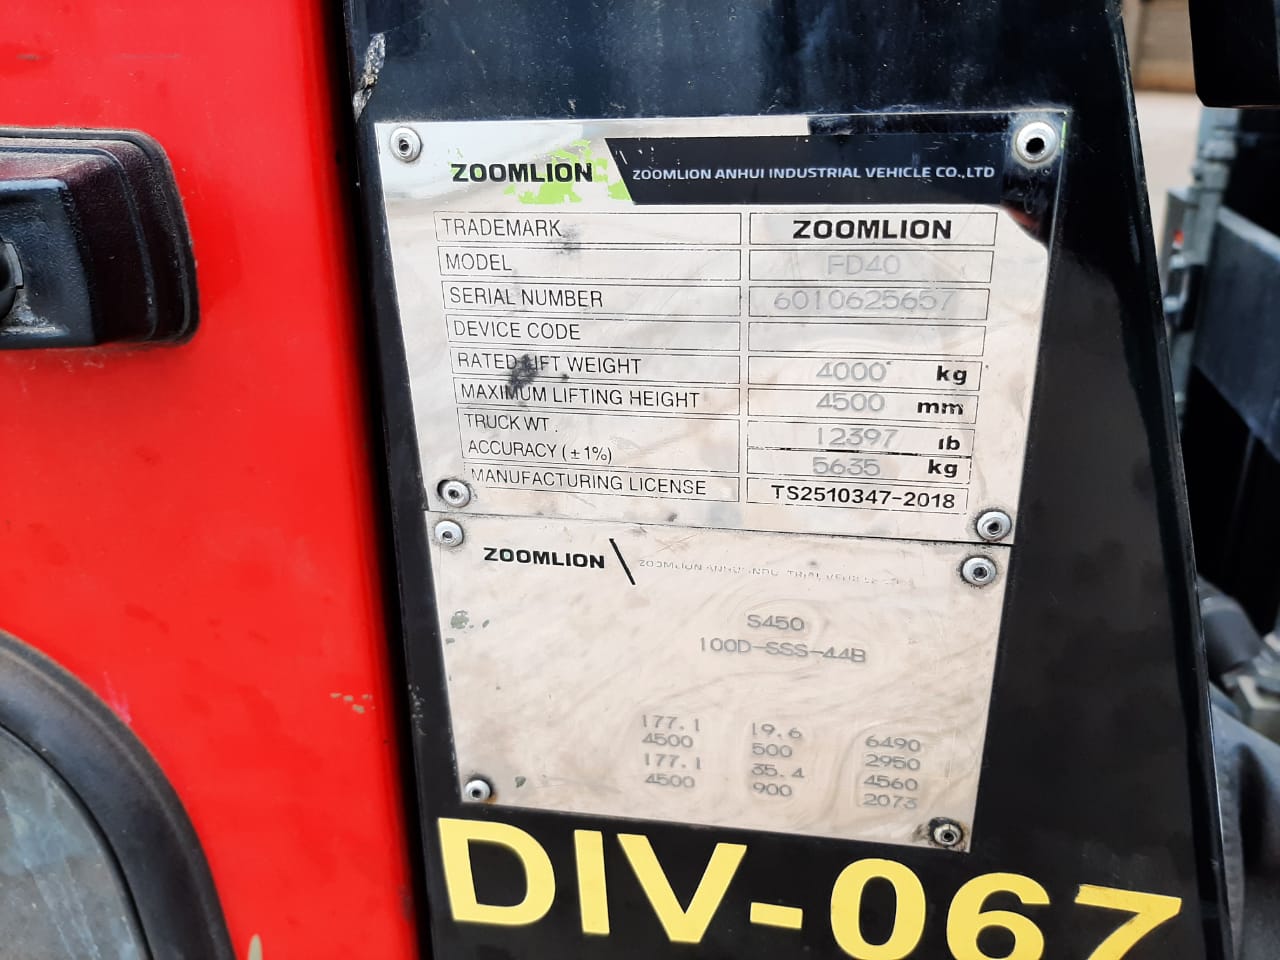 ZOOMLION ZOOMLION ANHUI INDUSTRIAL VEHICLE CO.,LTD
TRADEMARK ZOOMLION
MODEL FD40
SERIAL NUMBER 6010625657
DEVICE CODE
RATED LIFT WEIGHT 4000 kg
MAXIMUM LIFTING HEIGHT 4500 mm
TRUCK WT. 12397 lb
ACCURACY (±1%) 5635 kg
MANUFACTURING LICENSE TS2510347-2018
ZOOMLION
S450
100D-SSS-44B
177.1 19.6 6490
4500 500 2950
177.1 35.4 4560
4500 900 2073
DIV-067